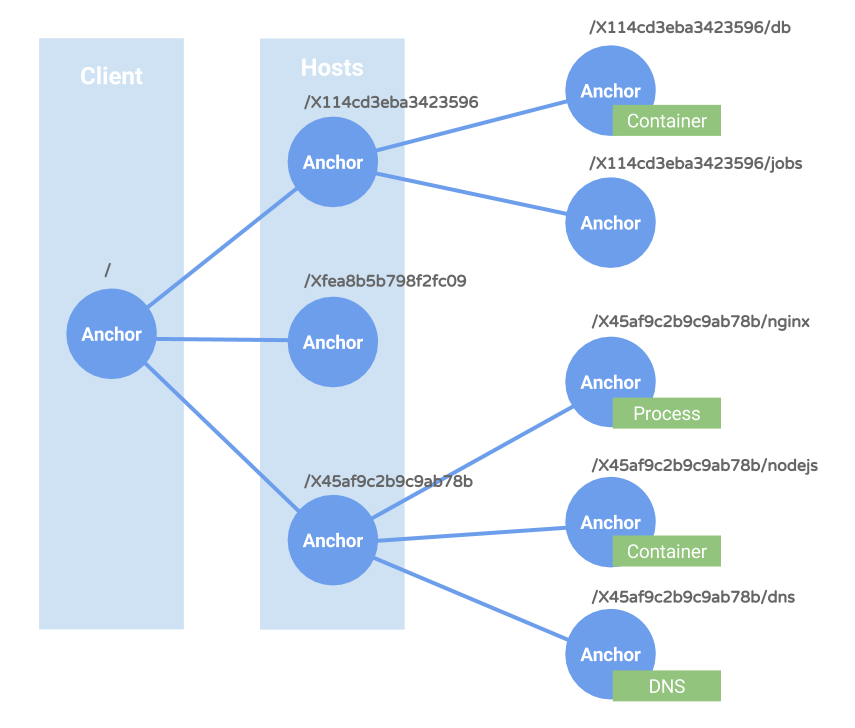 Client
Hosts
/
Anchor
/X114cd3eba3423596
Anchor
/Xfea8b5b798f2fc09
Anchor
/X45af9c2b9c9ab78b
Anchor
/X114cd3eba3423596/db
Anchor
Container
/X114cd3eba3423596/jobs
Anchor
/X45af9c2b9c9ab78b/nginx
Anchor
Process
/X45af9c2b9c9ab78b/nodejs
Anchor
Container
/X45af9c2b9c9ab78b/dns
Anchor
DNS